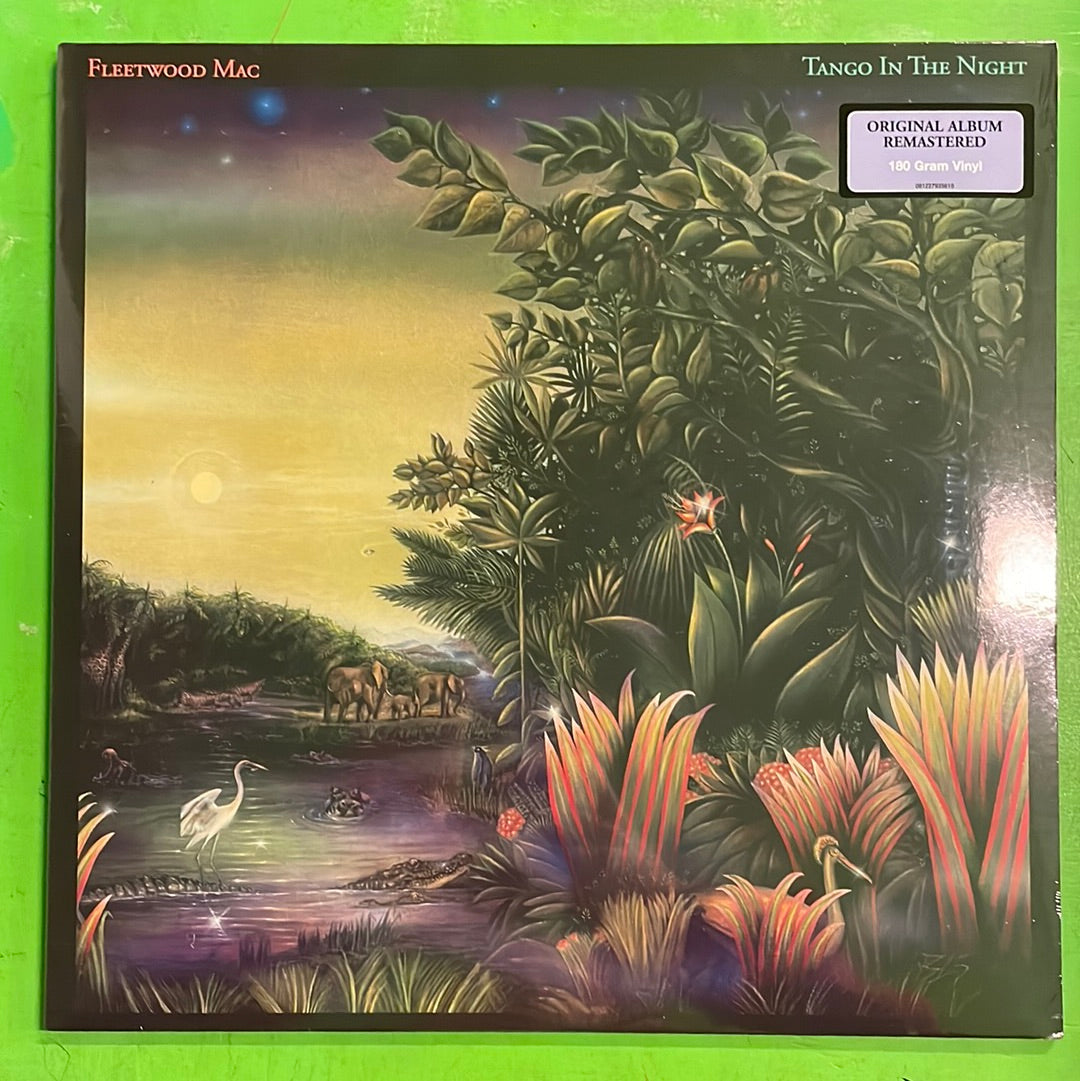 Fleetwood Mac
Tango In The Night
ORIGINAL ALBUM
REMASTERED
180 Gram Vinyl